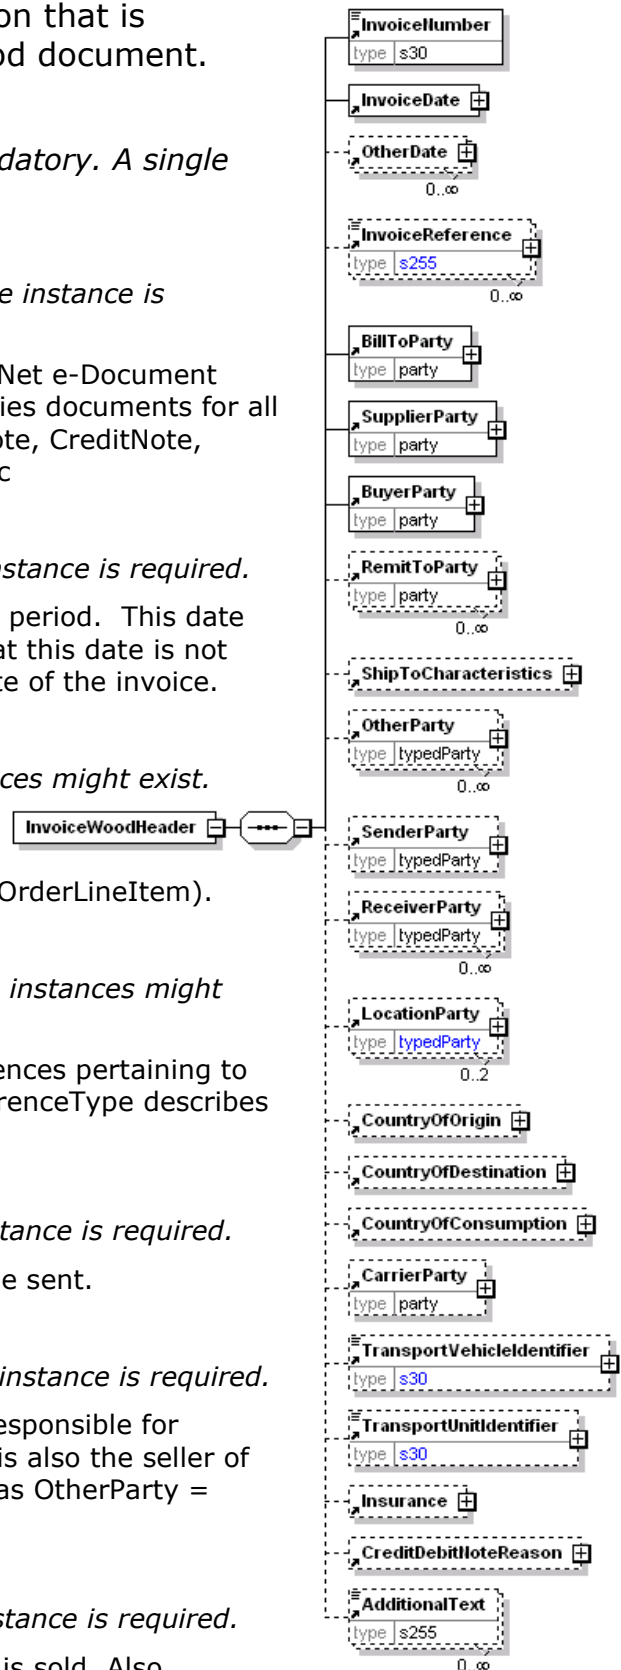 on that is
od document.
datory. A single
e instance is
Net e-Document
ies documents for all
ote, CreditNote,
c
nstance is required.
period.  This date
at this date is not
te of the invoice.
ces might exist.
OrderLineItem).
instances might
ences pertaining to
renceType describes
tance is required.
e sent.
instance is required.
esponsible for
is also the seller of
as OtherParty =
stance is required.
is sold. Also
InvoiceWoodHeader
InvoiceNumber
type s30
InvoiceDate
OtherDate
0..∞
InvoiceReference
type s255
0..∞
BillToParty
type party
SupplierParty
type party
BuyerParty
type party
RemitToParty
type party
0..∞
ShipToCharacteristics
OtherParty
type typedParty
0..∞
SenderParty
type typedParty
ReceiverParty
type typedParty
0..∞
LocationParty
type typedParty
0..2
CountryOfOrigin
CountryOfDestination
CountryOfConsumption
CarrierParty
type party
TransportVehicleIdentifier
type s30
TransportUnitIdentifier
type s30
Insurance
CreditDebitNoteReason
AdditionalText
type s255
0..∞